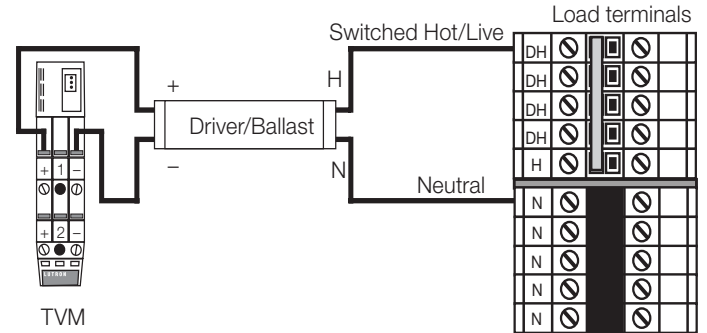 Load terminals
Switched Hot/Live
DH
DH
DH
DH
H
+
H
Driver/Ballast
–
N
Neutral
N
N
N
N
N
+ 1 –
+ 2 –
LUTRON
TVM